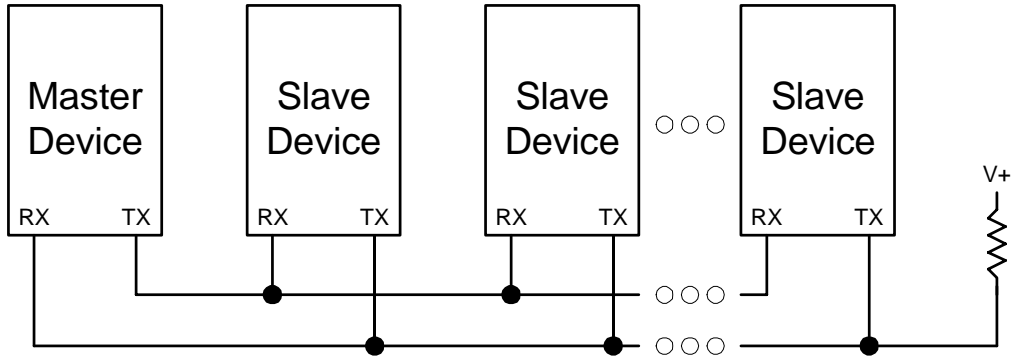 Master
Device
Slave
Device
Slave
Device
Slave
Device
V+
RX TX
RX TX
RX TX
RX TX